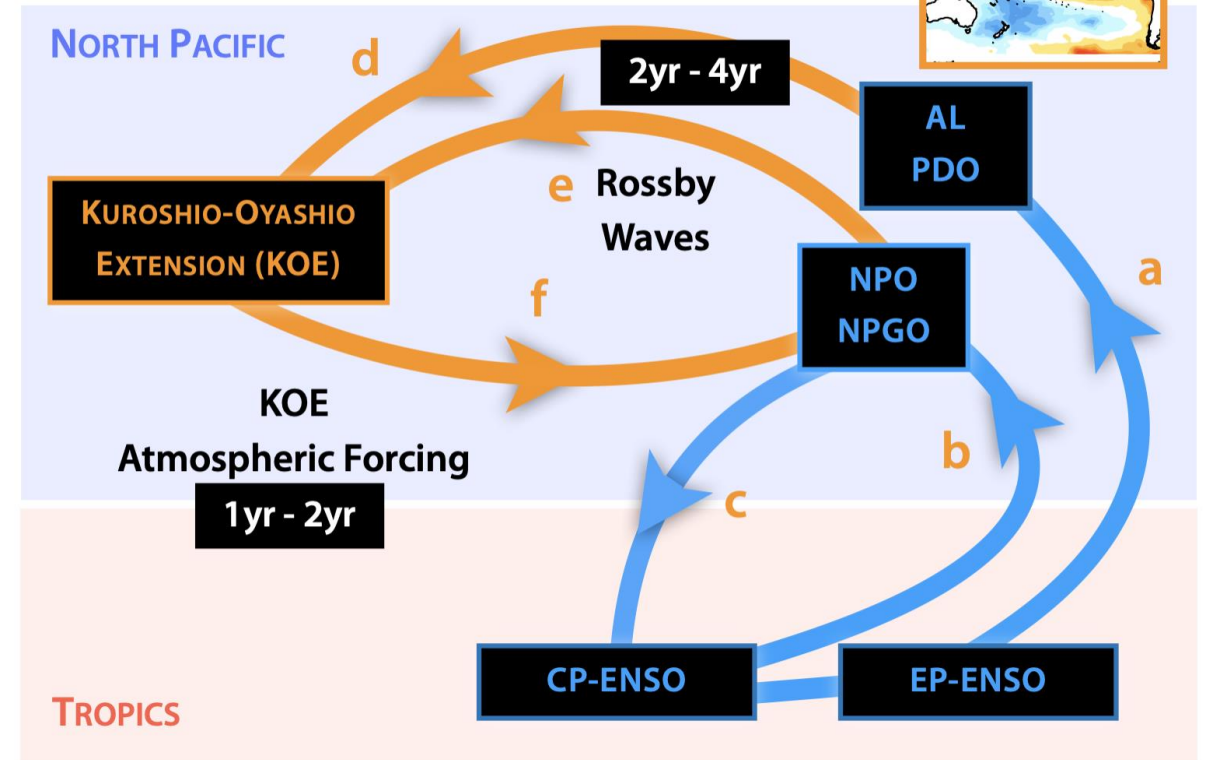 NORTH PACIFIC
d
2yr - 4yr
AL
PDO
e
Rossby
Waves
KUROSHIO-OYASHIO
EXTENSION (KOE)
NPO
NPGO
a
f
KOE
Atmospheric Forcing
1yr - 2yr
b
c
CP-ENSO
EP-ENSO
TROPICS